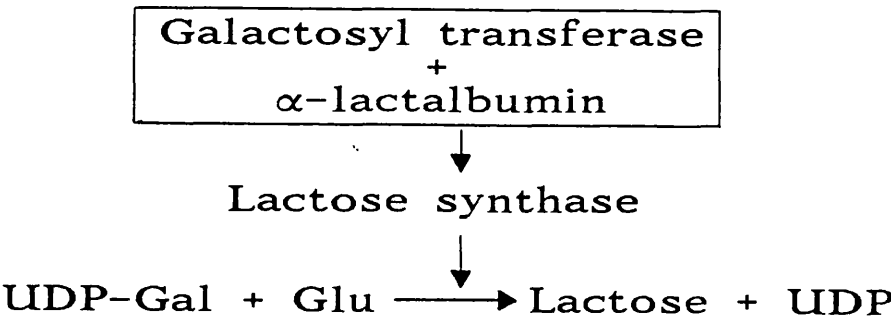 Galactosyl transferase
+
α-lactalbumin
Lactose synthase
UDP-Gal + Glu → Lactose + UDP